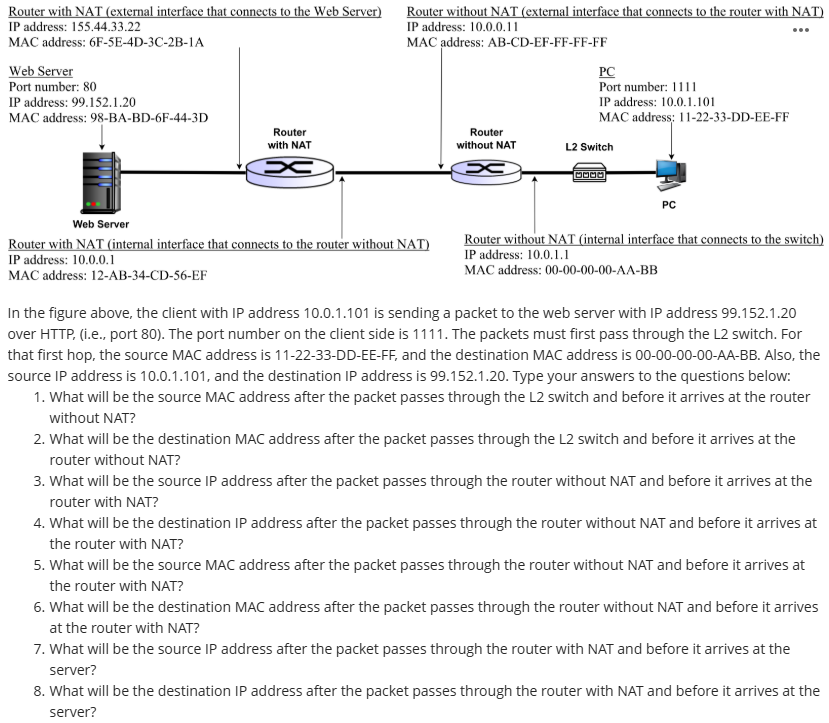 Router with NAT (external interface that connects to the Web Server)
IP address: 155.44.33.22
MAC address: 6F-5E-4D-3C-2B-1A
Router without NAT (external interface that connects to the router with NAT)
IP address: 10.0.0.11
MAC address: AB-CD-EF-FF-FF-FF
Web Server
Port number: 80
IP address: 99.152.1.20
MAC address: 98-BA-BD-6F-44-3D
PC
Port number: 1111
IP address: 10.0.1.101
MAC address: 11-22-33-DD-EE-FF
Router
with NAT
Router
without NAT
L2 Switch
PC
Web Server
Router with NAT (internal interface that connects to the router without NAT)
IP address: 10.0.0.1
MAC address: 12-AB-34-CD-56-EF
Router without NAT (internal interface that connects to the switch)
IP address: 10.0.1.1
MAC address: 00-00-00-00-AA-BB
In the figure above, the client with IP address 10.0.1.101 is sending a packet to the web server with IP address 99.152.1.20
over HTTP, (i.e., port 80). The port number on the client side is 1111. The packets must first pass through the L2 switch. For
that first hop, the source MAC address is 11-22-33-DD-EE-FF, and the destination MAC address is 00-00-00-00-AA-BB. Also, the
source IP address is 10.0.1.101, and the destination IP address is 99.152.1.20. Type your answers to the questions below:
1. What will be the source MAC address after the packet passes through the L2 switch and before it arrives at the router
without NAT?
2. What will be the destination MAC address after the packet passes through the L2 switch and before it arrives at the
router without NAT?
3. What will be the source IP address after the packet passes through the router without NAT and before it arrives at the
router with NAT?
4. What will be the destination IP address after the packet passes through the router without NAT and before it arrives at
the router with NAT?
5. What will be the source MAC address after the packet passes through the router without NAT and before it arrives at
the router with NAT?
6. What will be the destination MAC address after the packet passes through the router without NAT and before it arrives
at the router with NAT?
7. What will be the source IP address after the packet passes through the router with NAT and before it arrives at the
server?
8. What will be the destination IP address after the packet passes through the router with NAT and before it arrives at the
server?